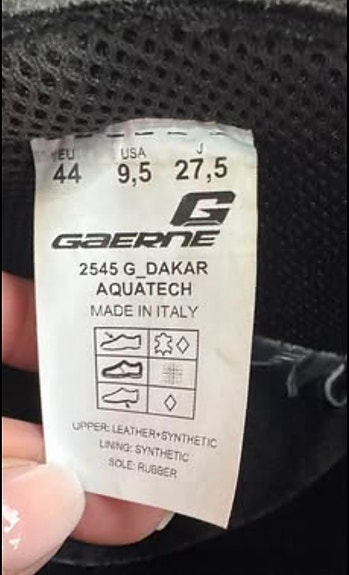 EU USA J
44 9,5 27,5
G
GAERNE
2545 G_DAKAR
AQUATECH
MADE IN ITALY
UPPER: LEATHER+SYNTHETIC
LINING: SYNTHETIC
SOLE: RUBBER